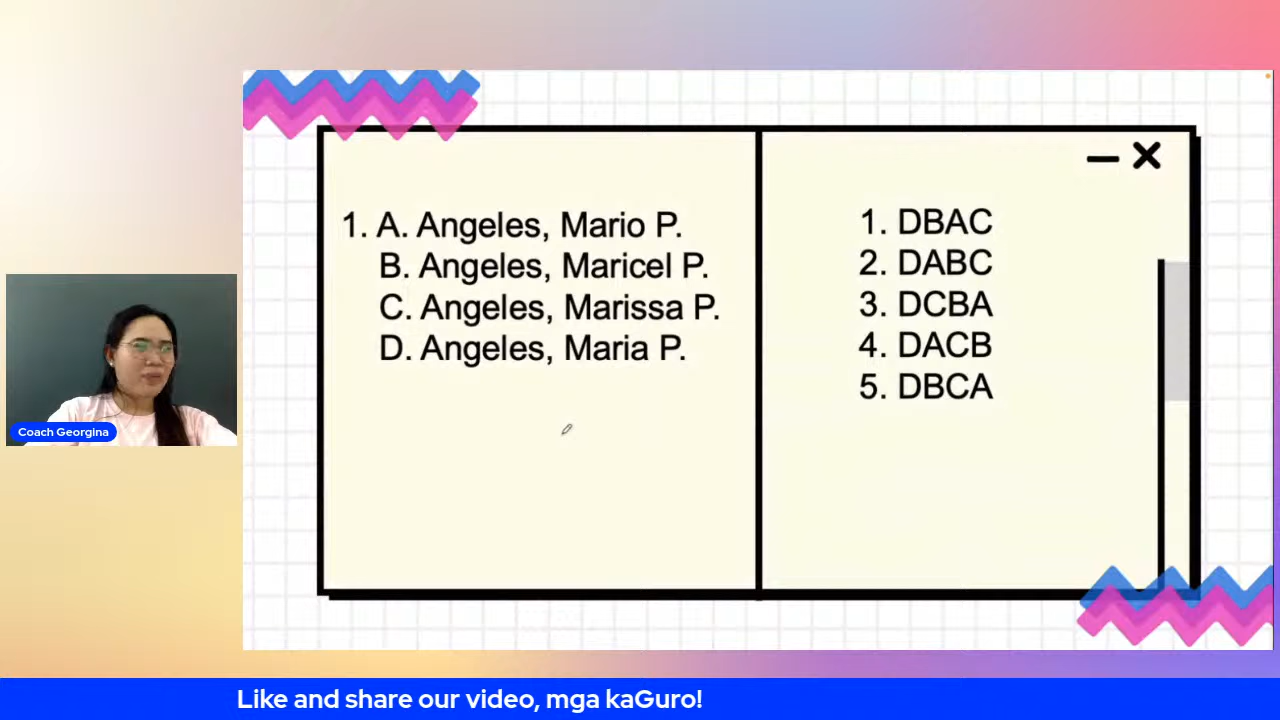 1. A. Angeles, Mario P.
B. Angeles, Maricel P.
C. Angeles, Marissa P.
D. Angeles, Maria P.
1. DBAC
2. DABC
3. DCBA
4. DACB
5. DBCA
Coach Georgina
Like and share our video, mga kaGuro!